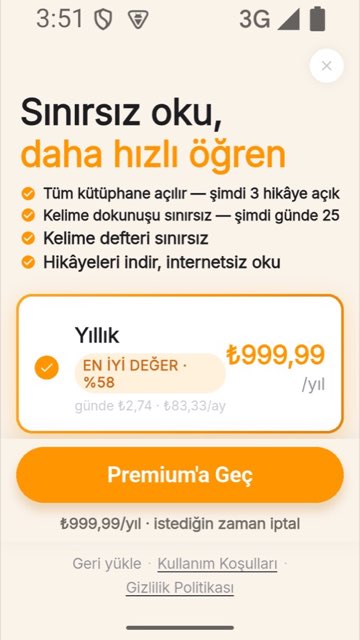 3:51
3G
Sınırsız oku,
daha hızlı öğren
Tüm kütüphane açılır — şimdi 3 hikâye açık
Kelime dokunuşu sınırsız — şimdi günde 25
Kelime defteri sınırsız
Hikâyeleri indir, internetsiz oku
Yıllık
EN İYİ DEĞER ·
%58
₺999,99
/yıl
günde ₺2,74 · ₺83,33/ay
Premium'a Geç
₺999,99/yıl · istediğin zaman iptal
Geri yükle · Kullanım Koşulları ·
Gizlilik Politikası